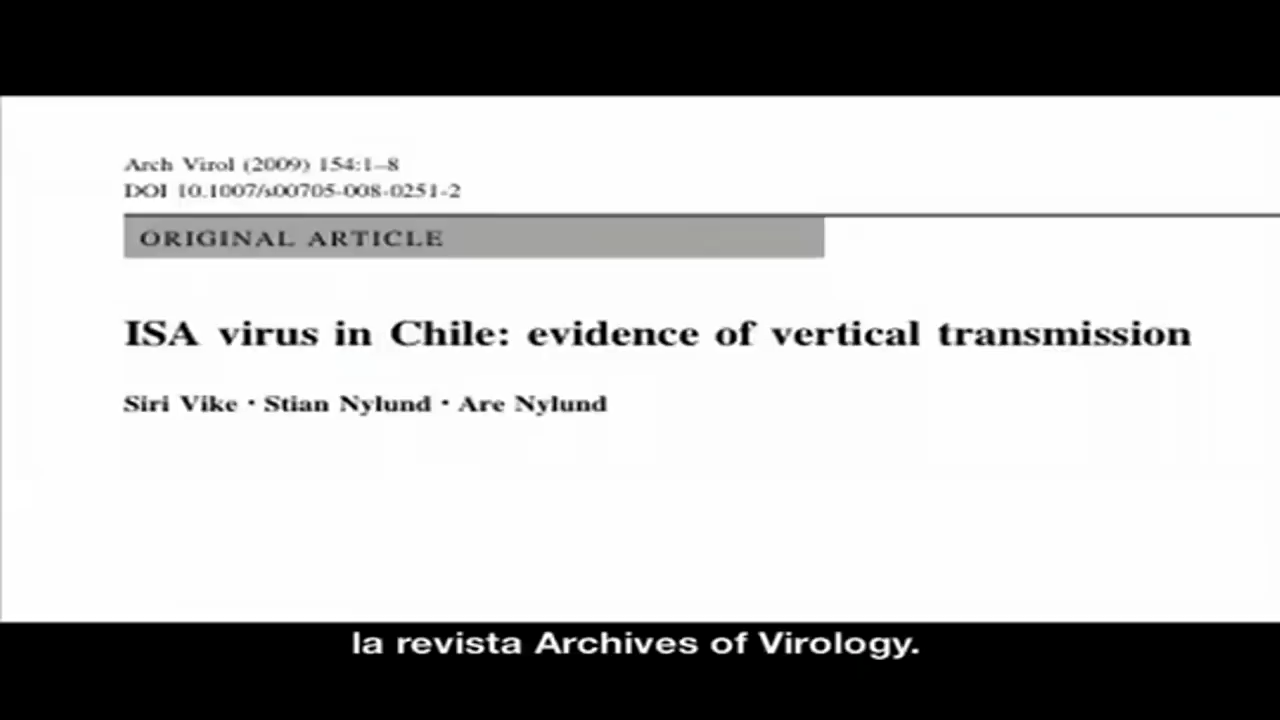 Arch Virol (2009) 154:1–8
DOI 10.1007/s00705-008-0251-2
ORIGINAL ARTICLE
ISA virus in Chile: evidence of vertical transmission
Siri Vike · Stian Nylund · Are Nylund
la revista Archives of Virology.